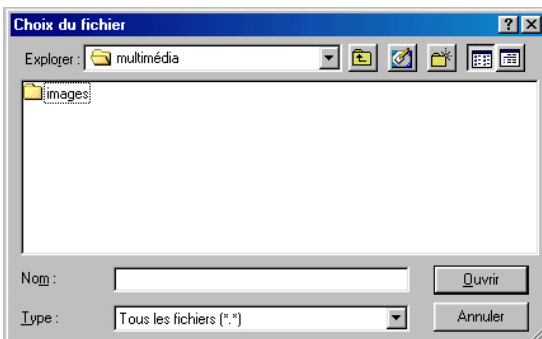 Choix du fichier
Explorer : multimédia
images
Nom : Ouvrir
Type : Tous les fichiers (*.*) Annuler